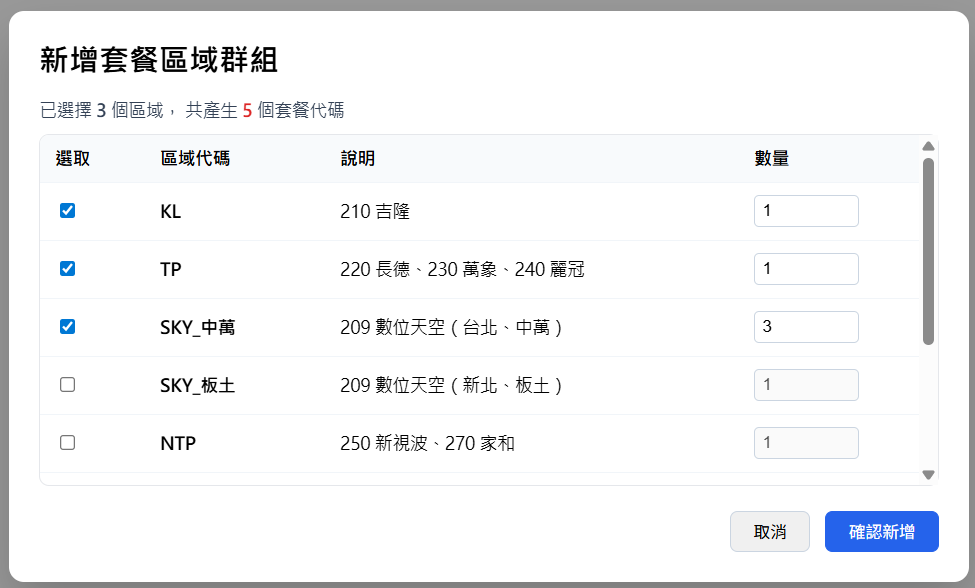 新增套餐區域群組
已選擇 3 個區域， 共產生 5 個套餐代碼
選取 區域代碼 說明 數量
KL 210 吉隆 1
TP 220 長德、230 萬象、240 麗冠 1
SKY_中萬 209 數位天空 ( 台北、中萬 ) 3
SKY_板土 209 數位天空 ( 新北、板土 ) 1
NTP 250 新視波、270 家和 1
取消 確認新增